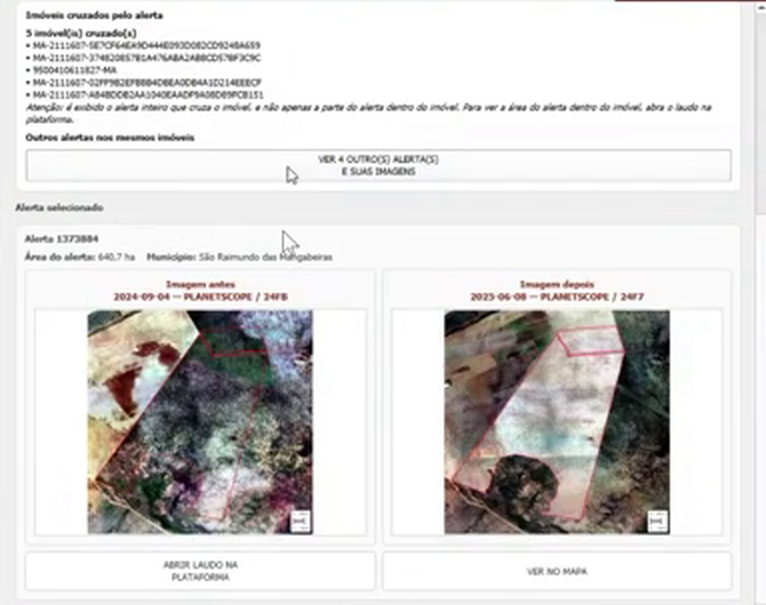 Imóveis cruzados pelo alerta
5 imóvel(is) cruzado(s)
• MA-2111607-5E7CF64EA9D444E093D082CD9248A659
• MA-2111607-374820857B1A476ABA2ABBCD57BF3C9C
• 9500410611827-MA
• MA-2111607-02FF9B2EFBBB4DBEA0DB4A1D214EEECF
• MA-2111607-A84BDDB2AA1040EAADF9A0BD89FCB151
Atenção: é exibido o alerta inteiro que cruza o imóvel, e não apenas a parte do alerta dentro do imóvel. Para ver a área do alerta dentro do imóvel, abra o laudo na
plataforma.
Outros alertas nos mesmos imóveis
VER 4 OUTRO(S) ALERTA(S)
E SUAS IMAGENS
Alerta selecionado
Alerta 1373884
Área do alerta: 640,7 ha Município: São Raimundo das Mangabeiras
Imagem antes
2024-09-04 — PLANETSCOPE / 24FB
Imagem depois
2025-06-08 — PLANETSCOPE / 24F7
ABRIR LAUDO NA
PLATAFORMA
VER NO MAPA